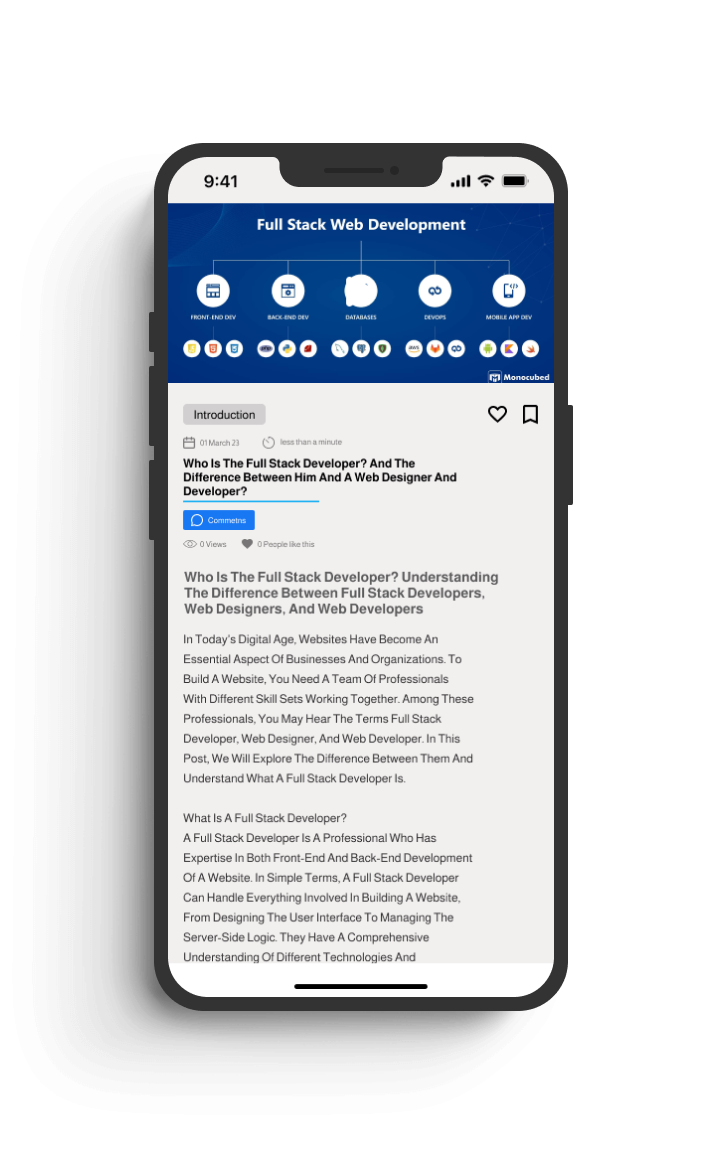 9:41
Full Stack Web Development
FRONT-END DEV BACK-END DEV DATABASES DEVOPS MOBILE APP DEV
aws
Monocubed
Introduction
01 March 23 less than a minute
Who Is The Full Stack Developer? And The
Difference Between Him And A Web Designer And
Developer?
Commetns
0 Views 0 People like this
Who Is The Full Stack Developer? Understanding
The Difference Between Full Stack Developers,
Web Designers, And Web Developers
In Today's Digital Age, Websites Have Become An
Essential Aspect Of Businesses And Organizations. To
Build A Website, You Need A Team Of Professionals
With Different Skill Sets Working Together. Among These
Professionals, You May Hear The Terms Full Stack
Developer, Web Designer, And Web Developer. In This
Post, We Will Explore The Difference Between Them And
Understand What A Full Stack Developer Is.
What Is A Full Stack Developer?
A Full Stack Developer Is A Professional Who Has
Expertise In Both Front-End And Back-End Development
Of A Website. In Simple Terms, A Full Stack Developer
Can Handle Everything Involved In Building A Website,
From Designing The User Interface To Managing The
Server-Side Logic. They Have A Comprehensive
Understanding Of Different Technologies And